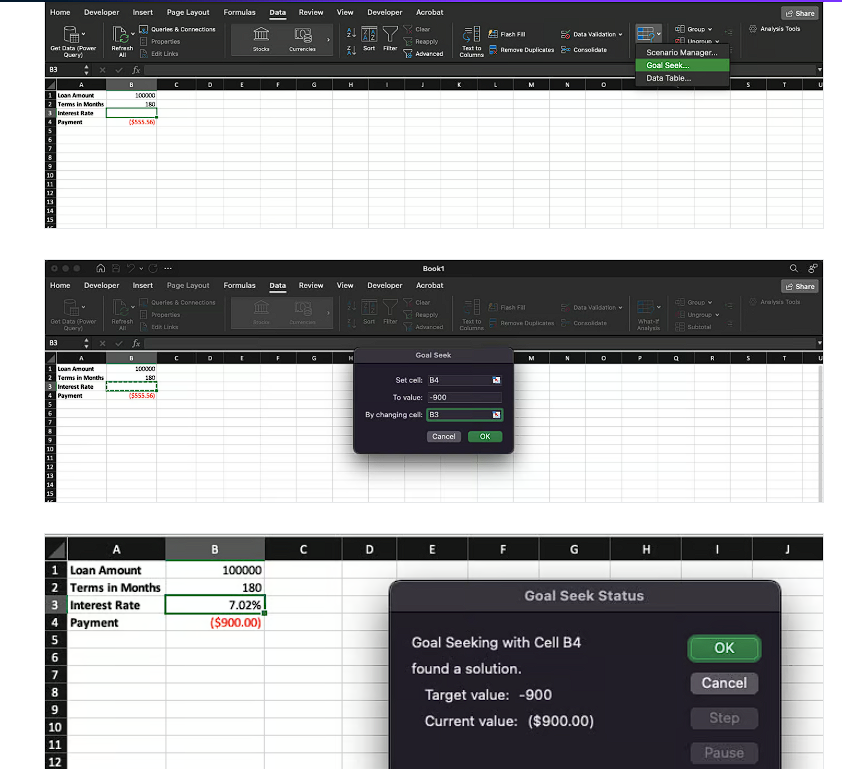 Home Developer Insert Page Layout Formulas Data Review View Developer Acrobat Share
Get Data (Power Query) Refresh All Queries & Connections Properties Edit Links Stocks Currencies Sort Filter Clear Reapply Advanced Text to Columns Flash Fill Remove Duplicates Data Validation Consolidate Group Ungroup Analysis Tools
Scenario Manager...
Goal Seek...
Data Table...
B3 fx
A B C D E F G H I J K L M N O S T U
1 Loan Amount 100000
2 Terms in Months 180
3 Interest Rate
4 Payment ($555.56)
5
6
7
8
9
10
11
12
13
14
15
Book1
Home Developer Insert Page Layout Formulas Data Review View Developer Acrobat Share
Get Data (Power Query) Refresh All Queries & Connections Properties Edit Links Stocks Currencies Sort Filter Clear Reapply Advanced Text to Columns Flash Fill Remove Duplicates Data Validation Consolidate What-If Analysis Group Ungroup Subtotal Analysis Tools
B3 fx
A B C D E F G H M N O P Q R S T U
1 Loan Amount 100000
2 Terms in Months 180
3 Interest Rate
4 Payment ($555.56)
5
6
7
8
9
10
11
12
13
14
15
Goal Seek
Set cell: B4
To value: -900
By changing cell: B3
Cancel OK
A B C D E F G H I J
1 Loan Amount 100000
2 Terms in Months 180
3 Interest Rate 7.02%
4 Payment ($900.00)
5
6
7
8
9
10
11
12
Goal Seek Status
Goal Seeking with Cell B4
found a solution.
Target value: -900
Current value: ($900.00)
OK
Cancel
Step
Pause